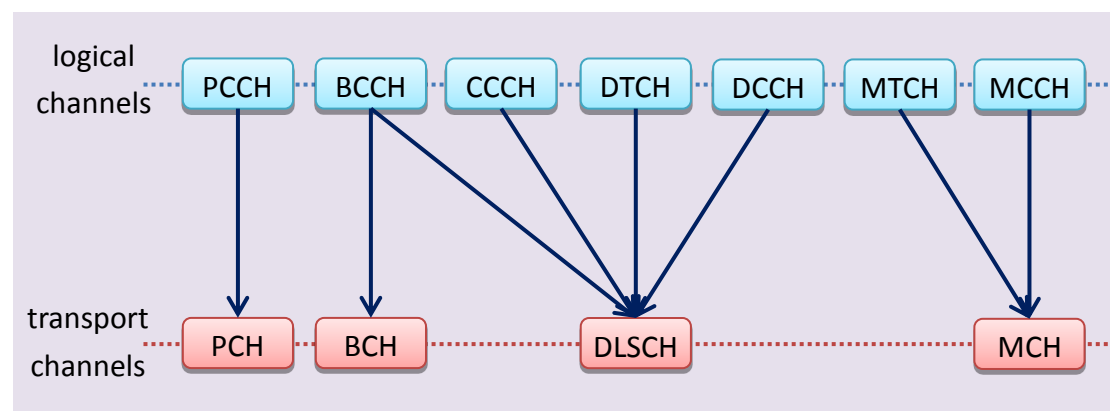 logical
channels
PCCH BCCH CCCH DTCH DCCH MTCH MCCH
transport
channels
PCH BCH DLSCH MCH